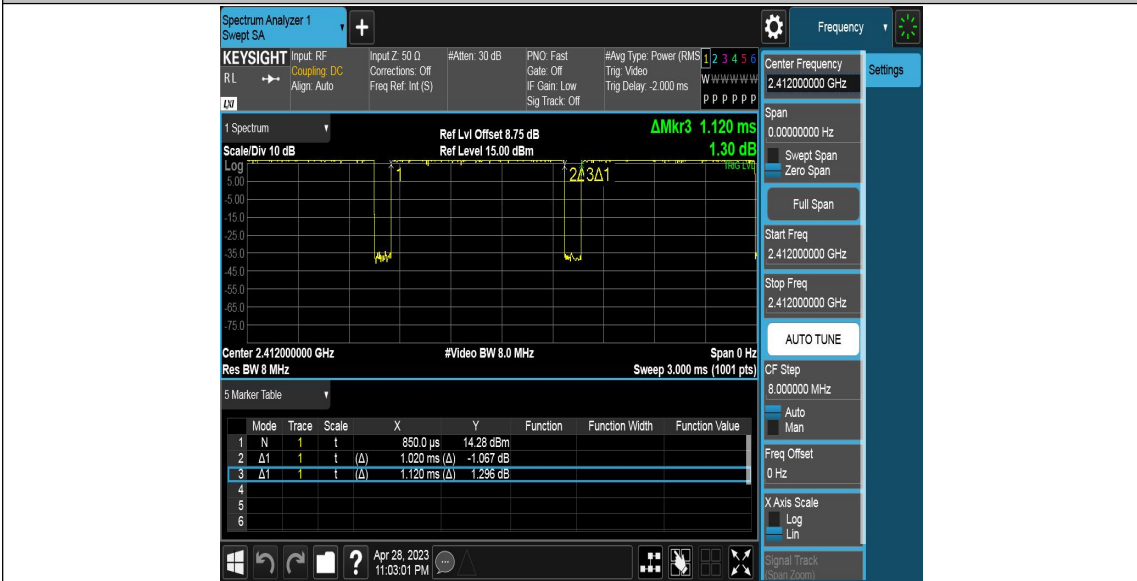 Spectrum Analyzer 1
Swept SA
+
Frequency
KEYSIGHT
RL
LXI
Input: RF
Coupling: DC
Align: Auto
Input Z: 50 Ω
Corrections: Off
Freq Ref: Int (S)
#Atten: 30 dB
PNO: Fast
Gate: Off
IF Gain: Low
Sig Track: Off
#Avg Type: Power (RMS
Trig: Video
Trig Delay: -2.000 ms
1 2 3 4 5 6
W W W W W W
P P P P P P
1 Spectrum
Scale/Div 10 dB
Ref Lvl Offset 8.75 dB
Ref Level 15.00 dBm
ΔMkr3 1.120 ms
1.30 dB
Log
TRIG LVL
1
2Δ3Δ1
5.00
-5.00
-15.0
-25.0
-35.0
-45.0
-55.0
-65.0
-75.0
Center 2.412000000 GHz
#Video BW 8.0 MHz
Span 0 Hz
Res BW 8 MHz
Sweep 3.000 ms (1001 pts)
5 Marker Table
Mode Trace Scale X Y Function Function Width Function Value
1 N 1 t 850.0 µs 14.28 dBm
2 Δ1 1 t (Δ) 1.020 ms (Δ) -1.067 dB
3 Δ1 1 t (Δ) 1.120 ms (Δ) 1.296 dB
4
5
6
?
Apr 28, 2023
11:03:01 PM
Center Frequency
2.412000000 GHz
Span
0.00000000 Hz
Swept Span
Zero Span
Full Span
Start Freq
2.412000000 GHz
Stop Freq
2.412000000 GHz
AUTO TUNE
CF Step
8.000000 MHz
Auto
Man
Freq Offset
0 Hz
X Axis Scale
Log
Lin
Signal Track
(Span Zoom)
Settings